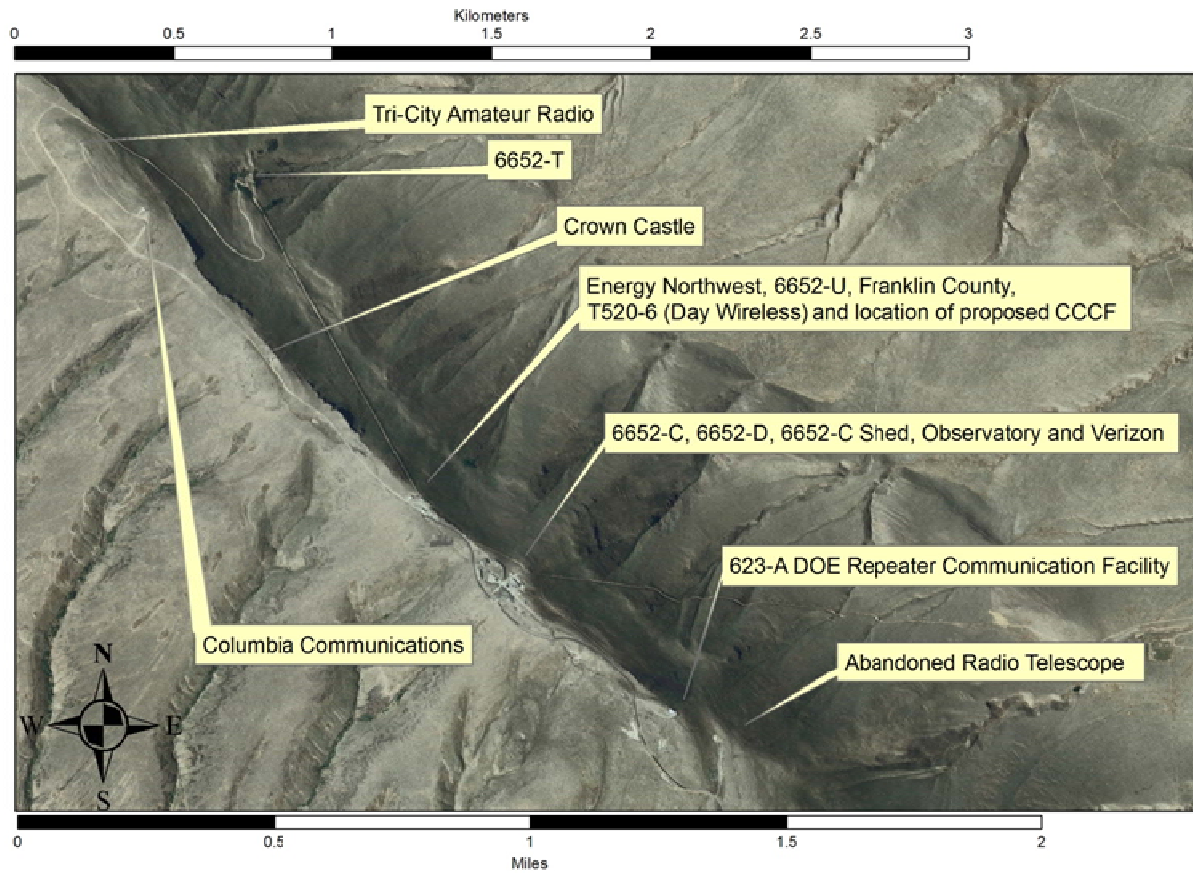 Kilometers
0 0.5 1 1.5 2 2.5 3
Tri-City Amateur Radio
6652-T
Crown Castle
Energy Northwest, 6652-U, Franklin County,
T520-6 (Day Wireless) and location of proposed CCCF
6652-C, 6652-D, 6652-C Shed, Observatory and Verizon
623-A DOE Repeater Communication Facility
Columbia Communications
Abandoned Radio Telescope
N
W E
S
0 0.5 1 1.5 2
Miles